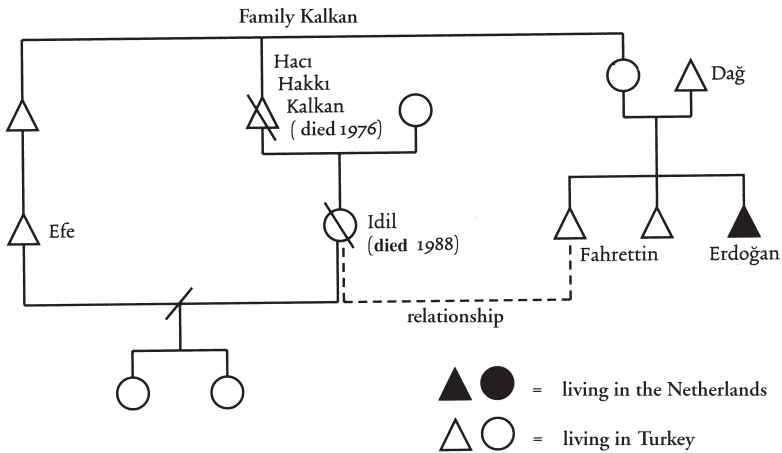 Family Kalkan
Hacı
Hakkı
Kalkan
( died 1976)
Dağ
Efe
Idil
(died 1988)
Fahrettin
Erdoğan
relationship
= living in the Netherlands
= living in Turkey